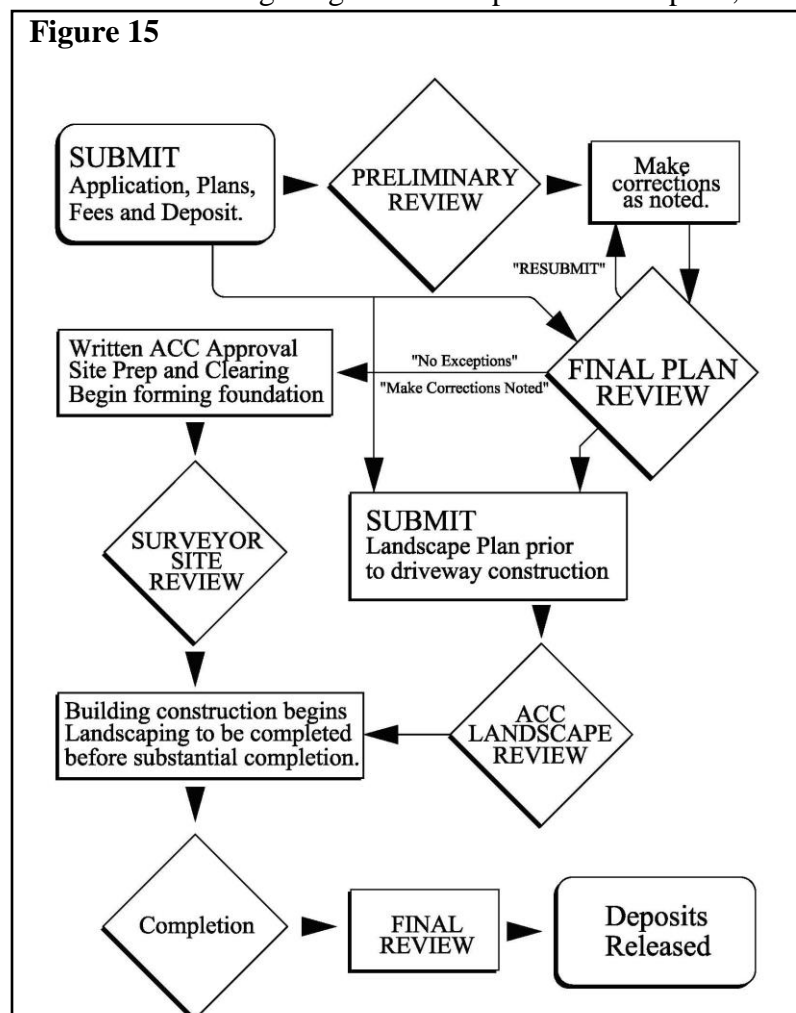 Figure 15
SUBMIT
Application, Plans,
Fees and Deposit.
PRELIMINARY
REVIEW
Make
corrections
as noted.
"RESUBMIT"
FINAL PLAN
REVIEW
"No Exceptions"
"Make Corrections Noted"
Written ACC Approval
Site Prep and Clearing
Begin forming foundation
SURVEYOR
SITE
REVIEW
SUBMIT
Landscape Plan prior
to driveway construction
ACC
LANDSCAPE
REVIEW
Building construction begins
Landscaping to be completed
before substantial completion.
Completion
FINAL
REVIEW
Deposits
Released